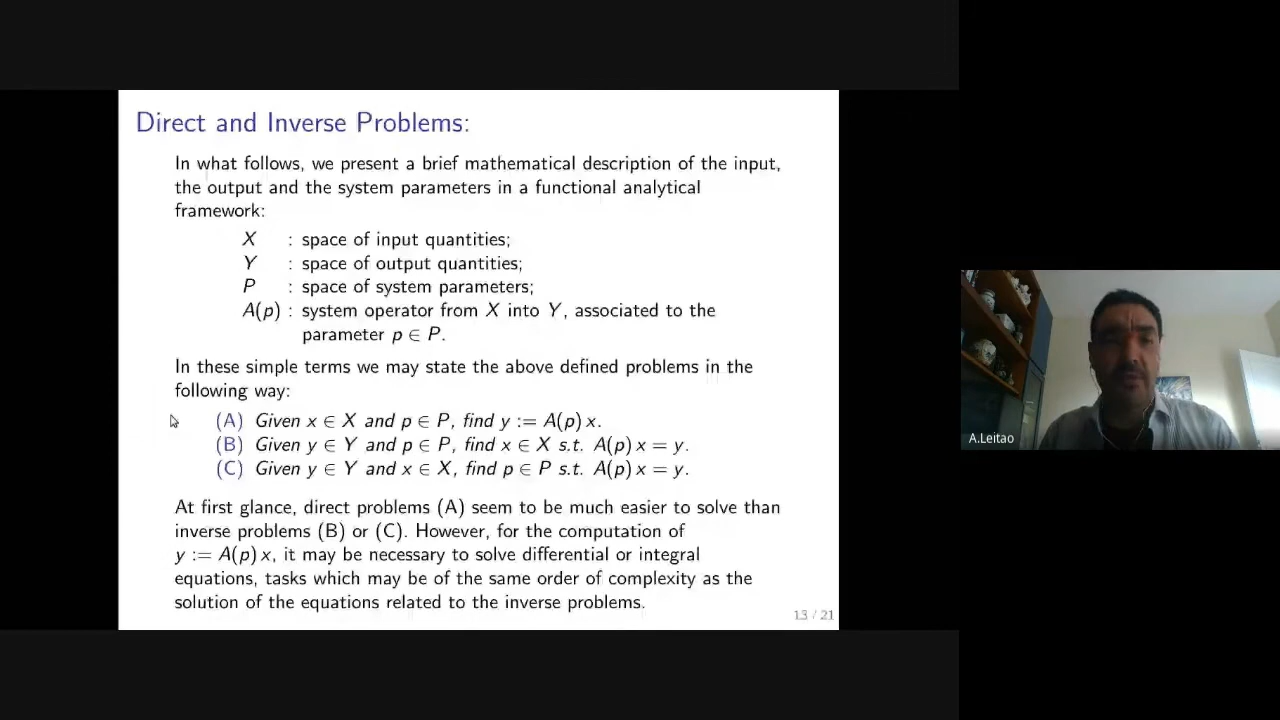 Direct and Inverse Problems:
In what follows, we present a brief mathematical description of the input,
the output and the system parameters in a functional analytical
framework:
X : space of input quantities;
Y : space of output quantities;
P : space of system parameters;
A(p) : system operator from X into Y, associated to the
parameter p ∈ P.
In these simple terms we may state the above defined problems in the
following way:
(A) Given x ∈ X and p ∈ P, find y := A(p) x.
(B) Given y ∈ Y and p ∈ P, find x ∈ X s.t. A(p) x = y.
(C) Given y ∈ Y and x ∈ X, find p ∈ P s.t. A(p) x = y.
At first glance, direct problems (A) seem to be much easier to solve than
inverse problems (B) or (C). However, for the computation of
y := A(p) x, it may be necessary to solve differential or integral
equations, tasks which may be of the same order of complexity as the
solution of the equations related to the inverse problems.
13 / 21
A.Leitao